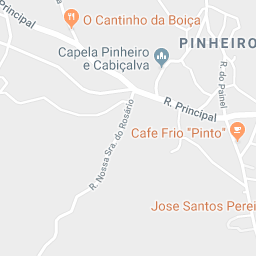 Principal
O Cantinho da Boiça
Capela Pinheiro
e Cabiçalva
PINHEIRO
R. do Painel
R. Principal
Cafe Frio "Pinto"
R. Nossa Sra. do Rosário
Jose Santos Perei